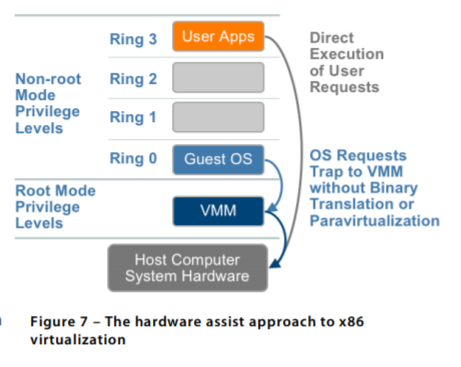 Ring 3
User Apps
Direct
Execution
of User
Requests
Non-root
Mode
Privilege
Levels
Ring 2
Ring 1
Ring 0
Guest OS
OS Requests
Trap to VMM
without Binary
Translation or
Paravirtualization
Root Mode
Privilege
Levels
VMM
Host Computer
System Hardware
Figure 7 – The hardware assist approach to x86
virtualization